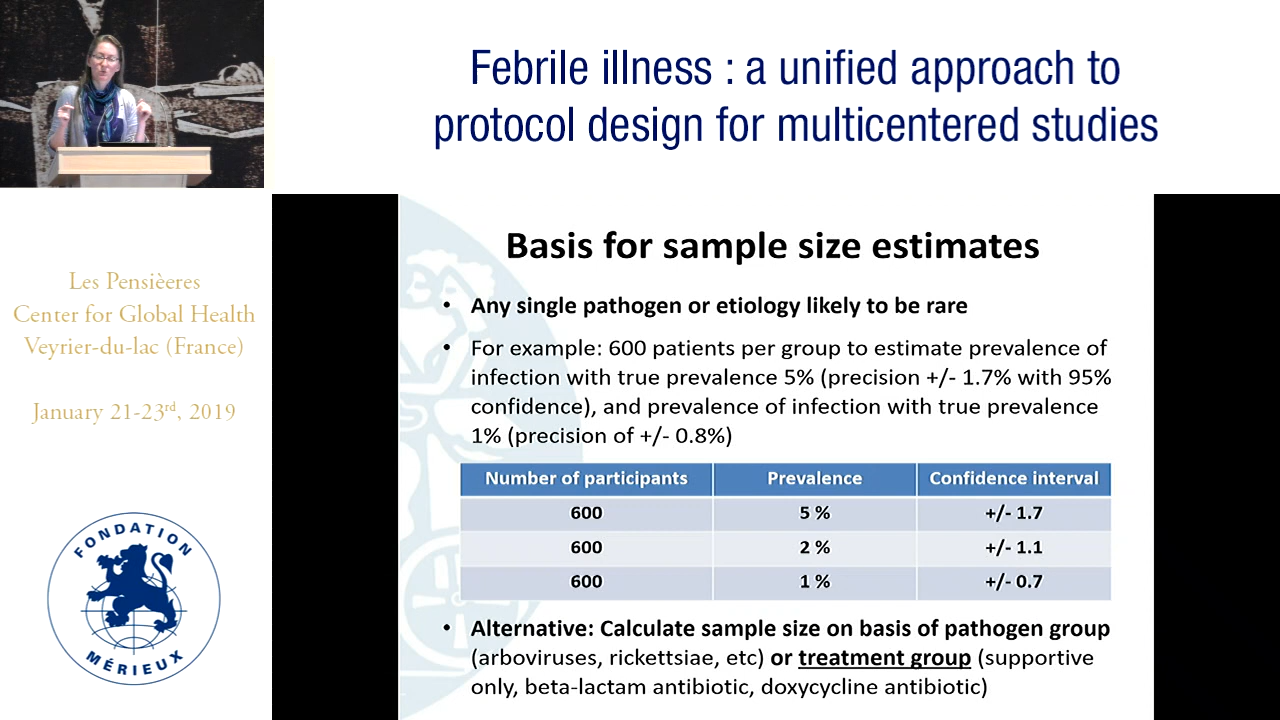 Febrile illness : a unified approach to
protocol design for multicentered studies
Les Pensièeres
Center for Global Health
Veyrier-du-lac (France)
January 21-23rd, 2019
FONDATION
MÉRIEUX
Basis for sample size estimates
• Any single pathogen or etiology likely to be rare
• For example: 600 patients per group to estimate prevalence of
infection with true prevalence 5% (precision +/- 1.7% with 95%
confidence), and prevalence of infection with true prevalence
1% (precision of +/- 0.8%)
Number of participants Prevalence Confidence interval
600 5 % +/- 1.7
600 2 % +/- 1.1
600 1 % +/- 0.7
• Alternative: Calculate sample size on basis of pathogen group
(arboviruses, rickettsiae, etc) or treatment group (supportive
only, beta-lactam antibiotic, doxycycline antibiotic)